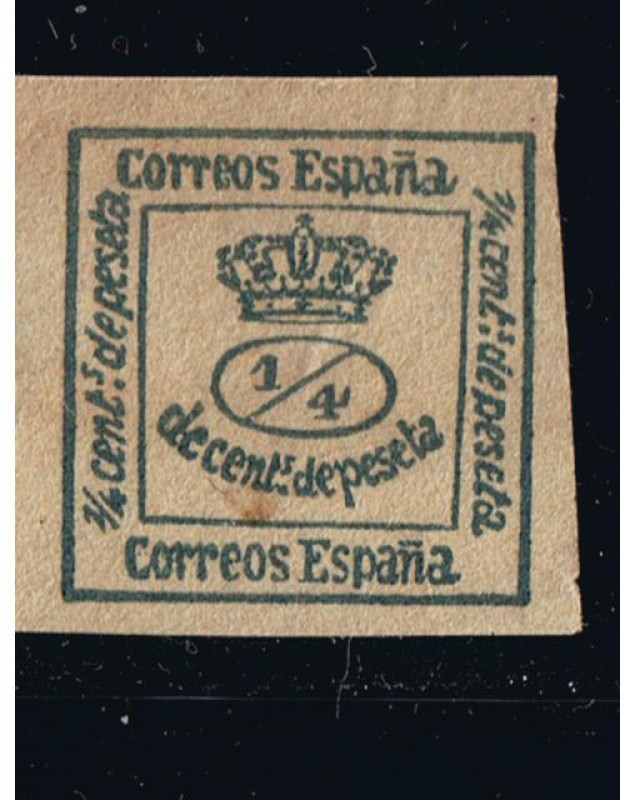 Correos España
1/4 cent.s de peseta
1/4 cent.s de peseta
1/4
de cent.s de peseta
Correos España